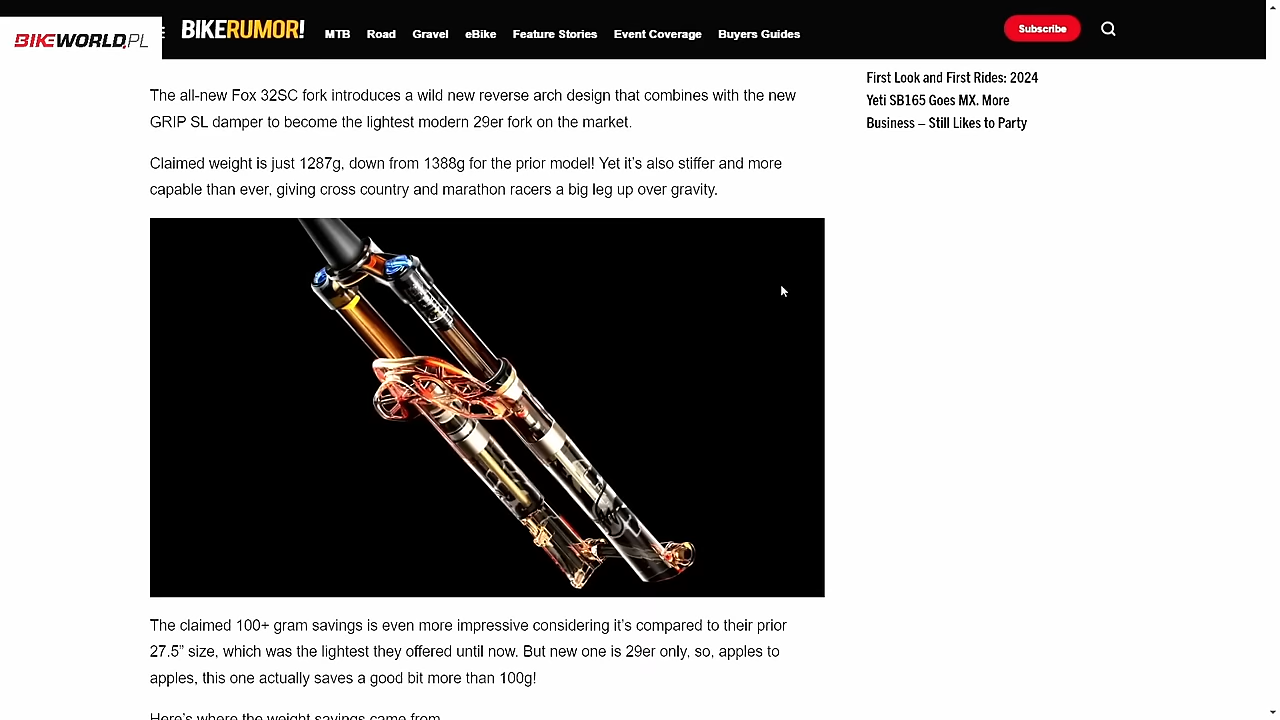 BIKEWORLD.PL
BIKERUMOR!
MTB Road Gravel eBike Feature Stories Event Coverage Buyers Guides
Subscribe
The all-new Fox 32SC fork introduces a wild new reverse arch design that combines with the new
GRIP SL damper to become the lightest modern 29er fork on the market.
Claimed weight is just 1287g, down from 1388g for the prior model! Yet it’s also stiffer and more
capable than ever, giving cross country and marathon racers a big leg up over gravity.
The claimed 100+ gram savings is even more impressive considering it’s compared to their prior
27.5” size, which was the lightest they offered until now. But new one is 29er only, so, apples to
apples, this one actually saves a good bit more than 100g!
Here’s where the weight savings came from
First Look and First Rides: 2024
Yeti SB165 Goes MX. More
Business – Still Likes to Party